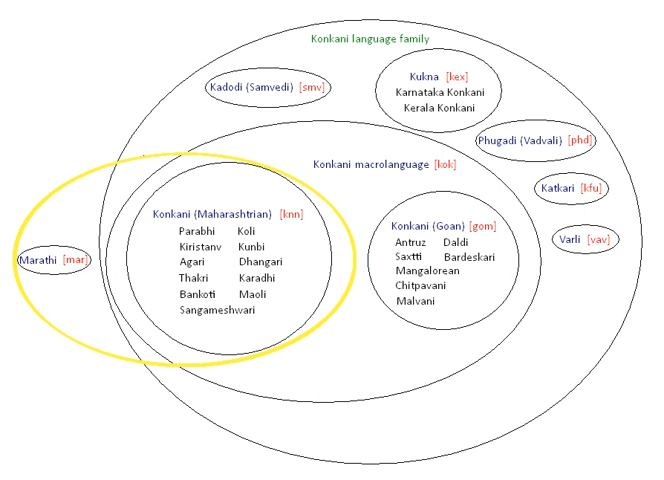 Konkani language family
Kadodi (Samvedi) [smv]
Kukna [kex]
Karnataka Konkani
Kerala Konkani
Phugadi (Vadvali) [phd]
Konkani macrolanguage [kok]
Katkari [kfu]
Varli [vav]
Konkani (Maharashtrian) [knn]
Parabhi Koli
Kiristanv Kunbi
Agari Dhangari
Thakri Karadhi
Bankoti Maoli
Sangameshwari
Konkani (Goan) [gom]
Antruz Daldi
Saxtti Bardeskari
Mangalorean
Chitpavani
Malvani
Marathi [mar]